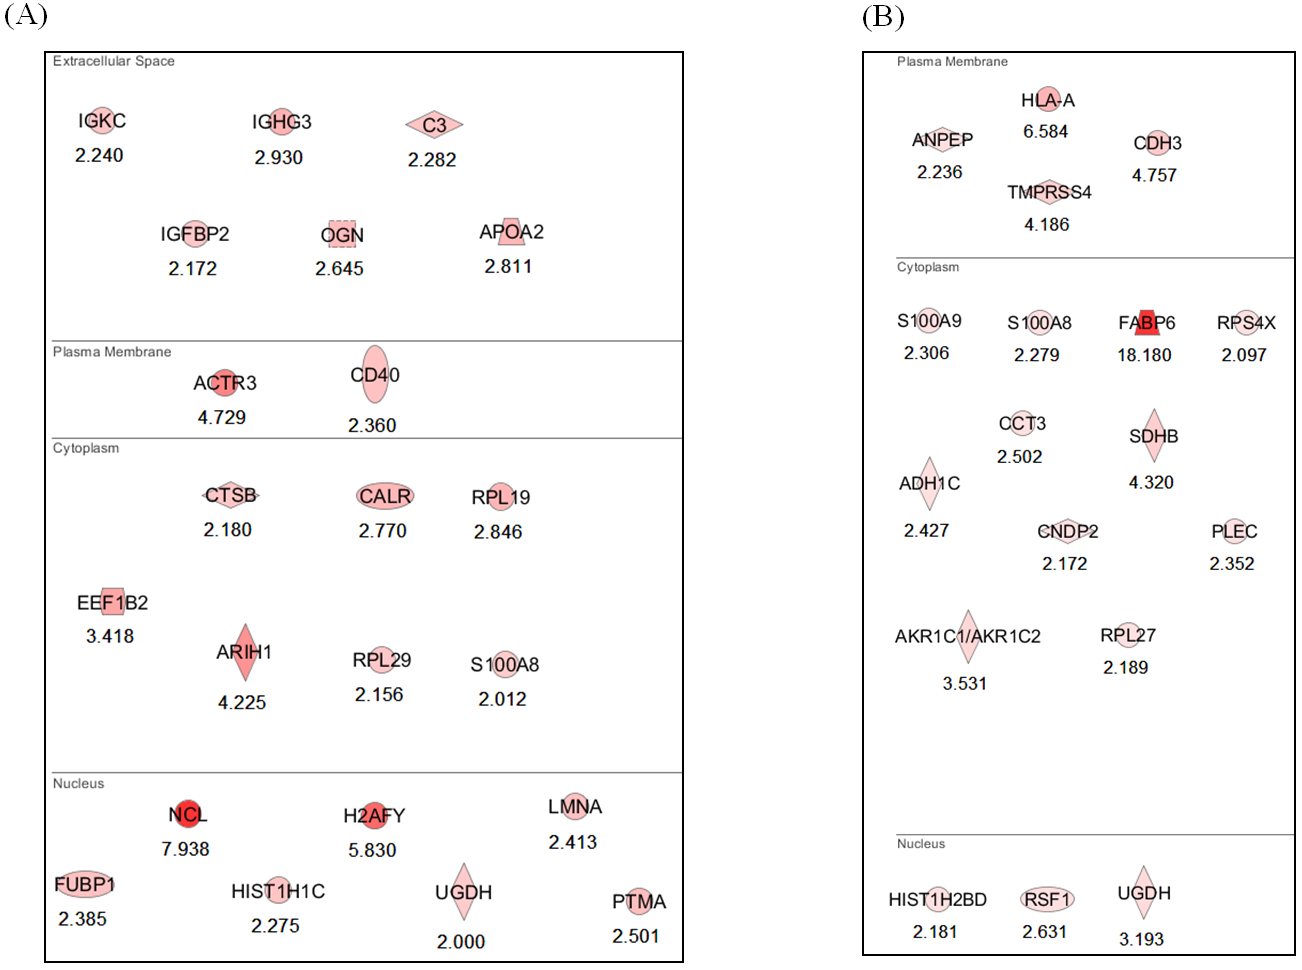 (A)
Extracellular Space
IGKC IGHG3 C3
2.240 2.930 2.282
IGFBP2 OGN APOA2
2.172 2.645 2.811
Plasma Membrane
ACTR3 CD40
4.729 2.360
Cytoplasm
CTSB CALR RPL19
2.180 2.770 2.846
EEF1B2
3.418
ARIH1 RPL29 S100A8
4.225 2.156 2.012
Nucleus
NCL H2AFY LMNA
7.938 5.830 2.413
FUBP1 HIST1H1C UGDH PTMA
2.385 2.275 2.000 2.501
(B)
Plasma Membrane
HLA-A
6.584
ANPEP CDH3
2.236 4.757
TMPRSS4
4.186
Cytoplasm
S100A9 S100A8 FABP6 RPS4X
2.306 2.279 18.180 2.097
CCT3 SDHB
2.502 4.320
ADH1C
2.427
CNDP2 PLEC
2.172 2.352
AKR1C1/AKR1C2 RPL27
3.531 2.189
Nucleus
HIST1H2BD RSF1 UGDH
2.181 2.631 3.193